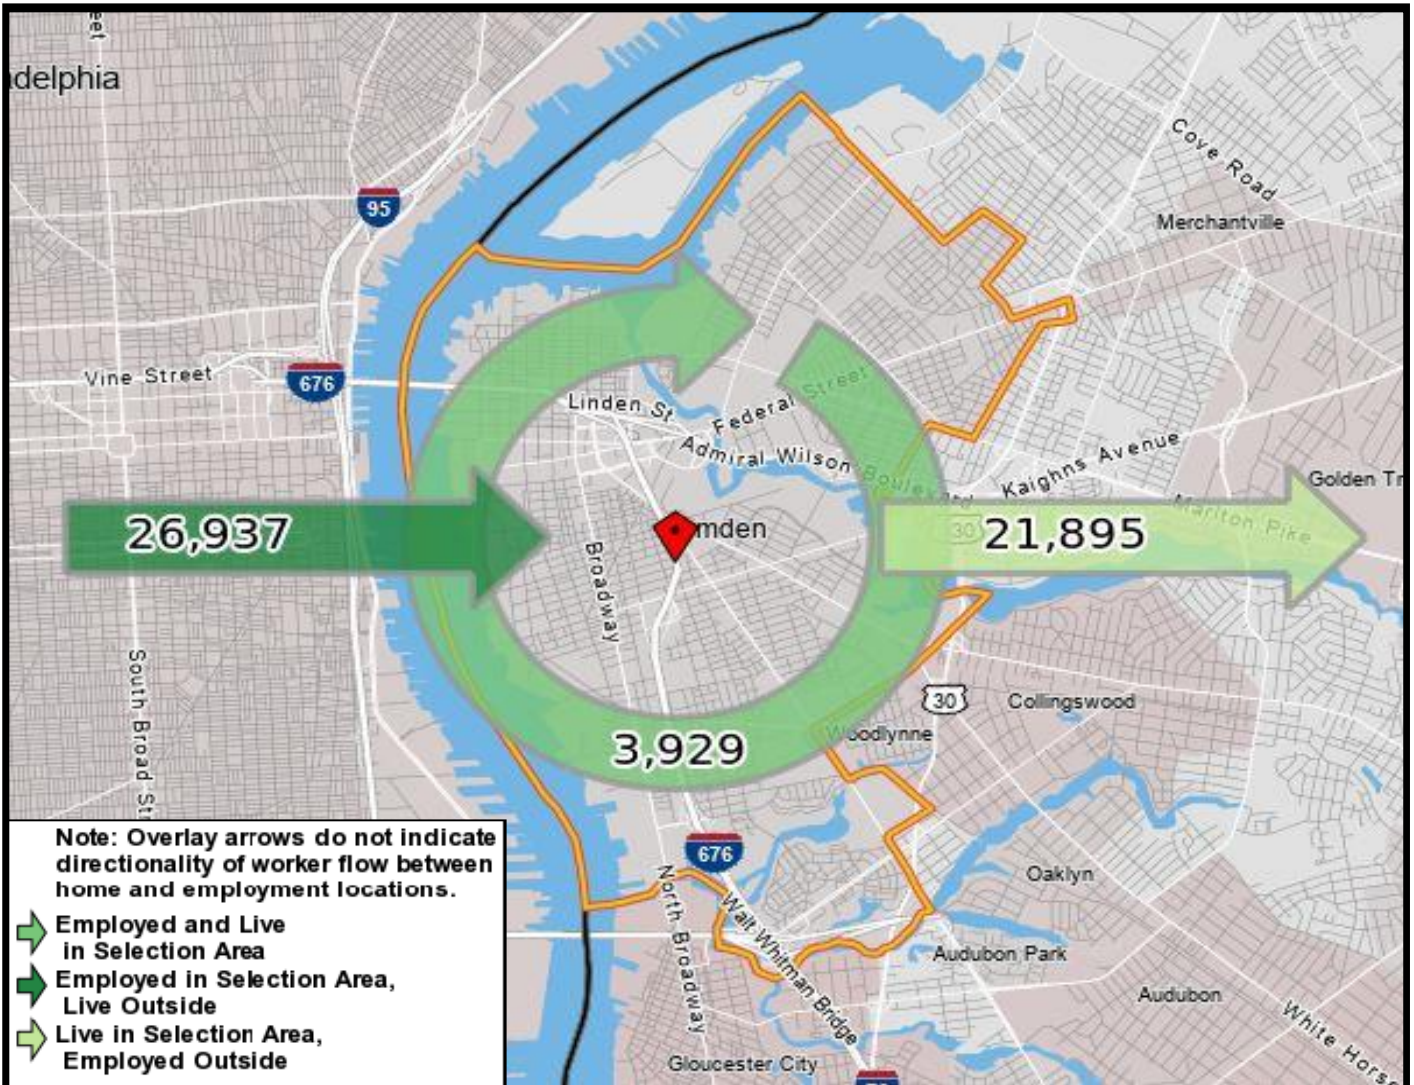 adelphia
95
Cove Road
Merchantville
Vine Street
676
Linden St
Federal Street
Admiral Wilson Boulevard
Kaighns Avenue
Golden Tr
Marlton Pike
26,937
mden
30
21,895
Broadway
South Broad St
30
Collingswood
3,929
Woodlynne
676
Oaklyn
North Broadway
Walt Whitman Bridge
Audubon Park
Audubon
White Horse
Gloucester City
Note: Overlay arrows do not indicate
directionality of worker flow between
home and employment locations.
Employed and Live
in Selection Area
Employed in Selection Area,
Live Outside
Live in Selection Area,
Employed Outside